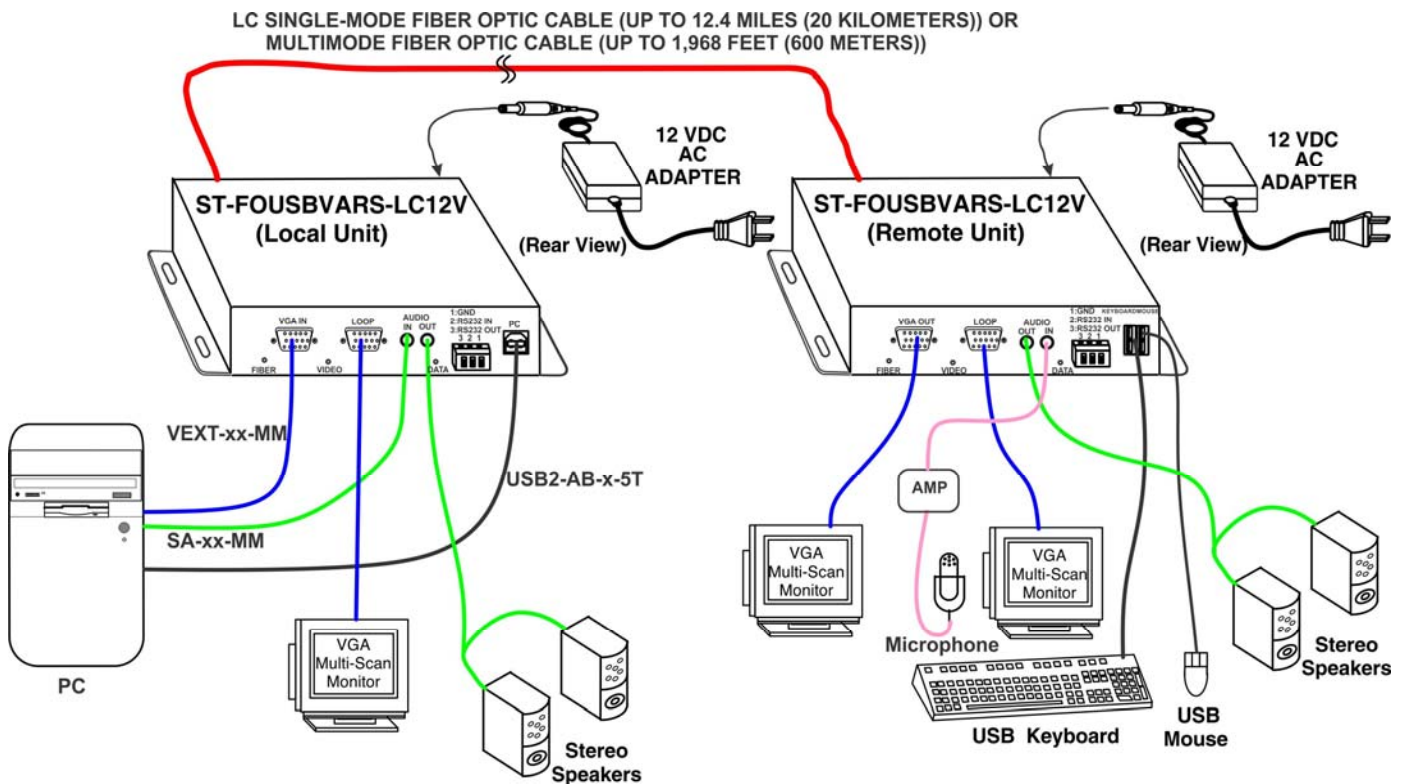 LC SINGLE-MODE FIBER OPTIC CABLE (UP TO 12.4 MILES (20 KILOMETERS)) OR
MULTIMODE FIBER OPTIC CABLE (UP TO 1,968 FEET (600 METERS))
12 VDC
AC
ADAPTER
(Rear View)
ST-FOUSBVARS-LC12V
(Local Unit)
VGA IN
LOOP
AUDIO
IN OUT
1:GND
2:RS232 IN
3:RS232 OUT
3 2 1
PC
FIBER
VIDEO
DATA
12 VDC
AC
ADAPTER
(Rear View)
ST-FOUSBVARS-LC12V
(Remote Unit)
VGA OUT
LOOP
AUDIO
OUT IN
1:GND
2:RS232 IN
3:RS232 OUT
3 2 1
KEYBOARDMOUSE
FIBER
VIDEO
DATA
VEXT-xx-MM
SA-xx-MM
USB2-AB-x-5T
PC
VGA
Multi-Scan
Monitor
Stereo
Speakers
AMP
VGA
Multi-Scan
Monitor
Microphone
VGA
Multi-Scan
Monitor
USB Keyboard
USB
Mouse
Stereo
Speakers